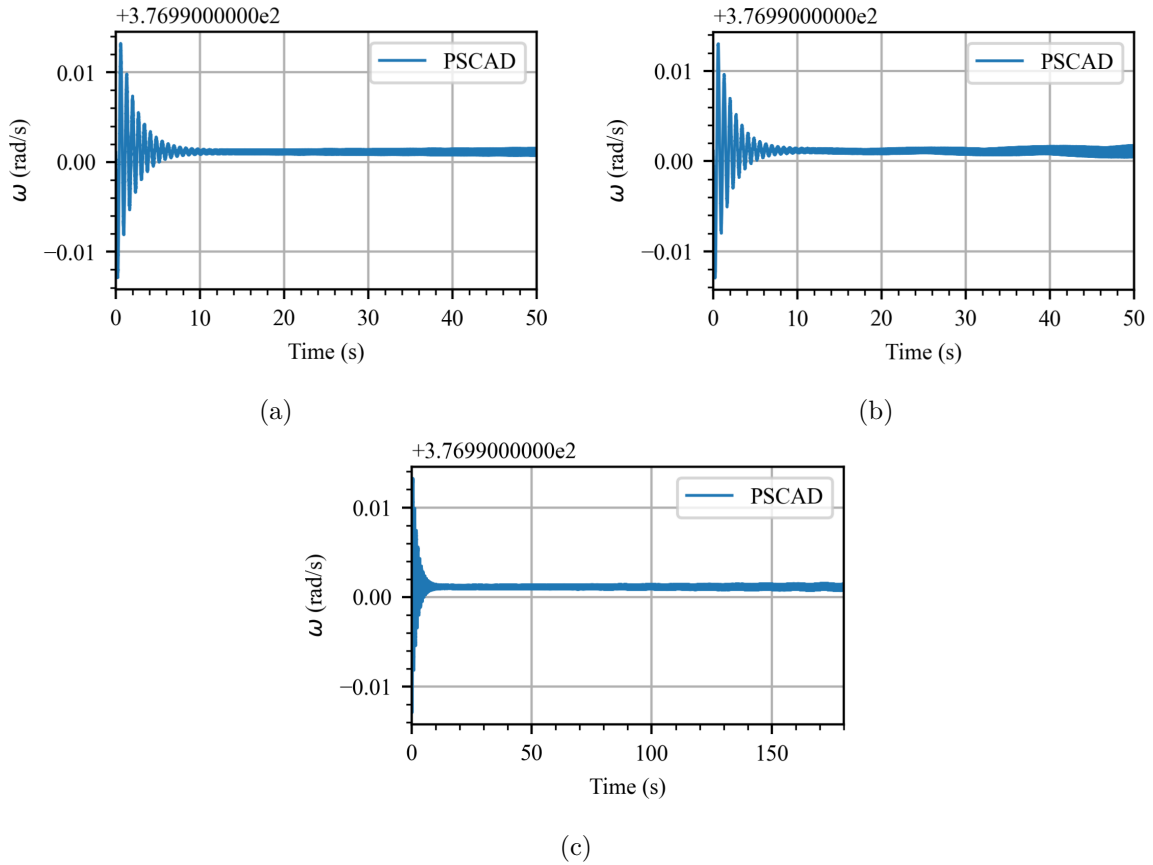 +3.7699000000e2
PSCAD
0.01
0.00
−0.01
ω (rad/s)
0 10 20 30 40 50
Time (s)
(a)
+3.7699000000e2
PSCAD
0.01
0.00
−0.01
ω (rad/s)
0 10 20 30 40 50
Time (s)
(b)
+3.7699000000e2
PSCAD
0.01
0.00
−0.01
ω (rad/s)
0 50 100 150
Time (s)
(c)